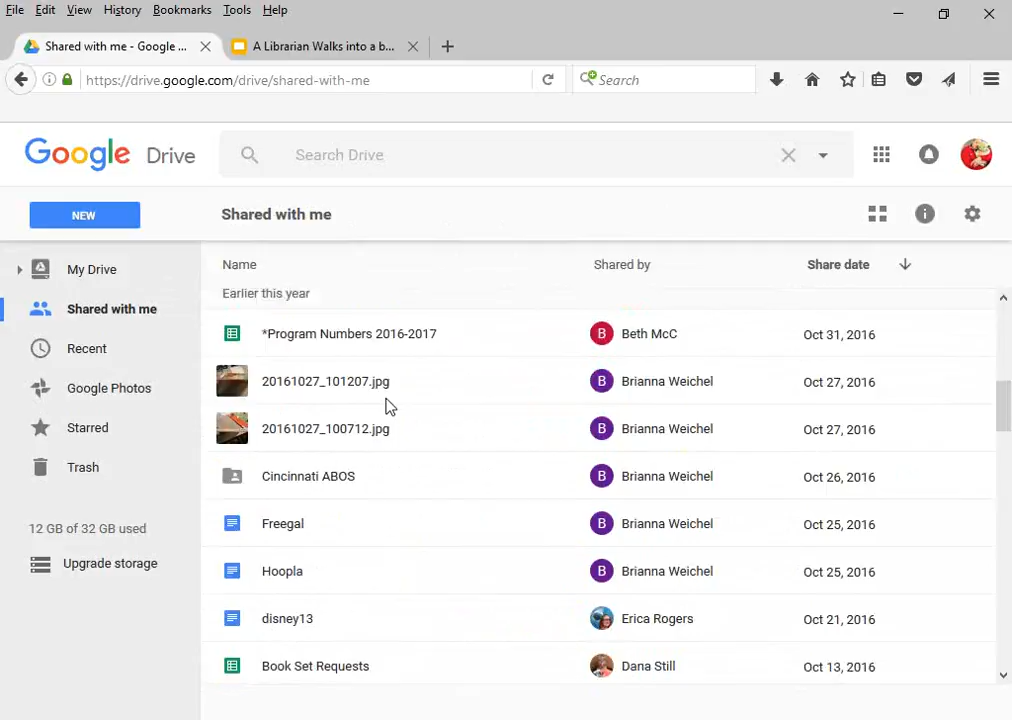 File Edit View History Bookmarks Tools Help
Shared with me - Google ... A Librarian Walks into a b...
https://drive.google.com/drive/shared-with-me Search
Google Drive Search Drive
NEW Shared with me
My Drive Name Shared by Share date
Earlier this year
Shared with me
*Program Numbers 2016-2017 Beth McC Oct 31, 2016
Recent
20161027_101207.jpg B Brianna Weichel Oct 27, 2016
Google Photos
20161027_100712.jpg B Brianna Weichel Oct 27, 2016
Starred
Trash Cincinnati ABOS B Brianna Weichel Oct 26, 2016
12 GB of 32 GB used Freegal B Brianna Weichel Oct 25, 2016
Upgrade storage Hoopla B Brianna Weichel Oct 25, 2016
disney13 Erica Rogers Oct 21, 2016
Book Set Requests Dana Still Oct 13, 2016